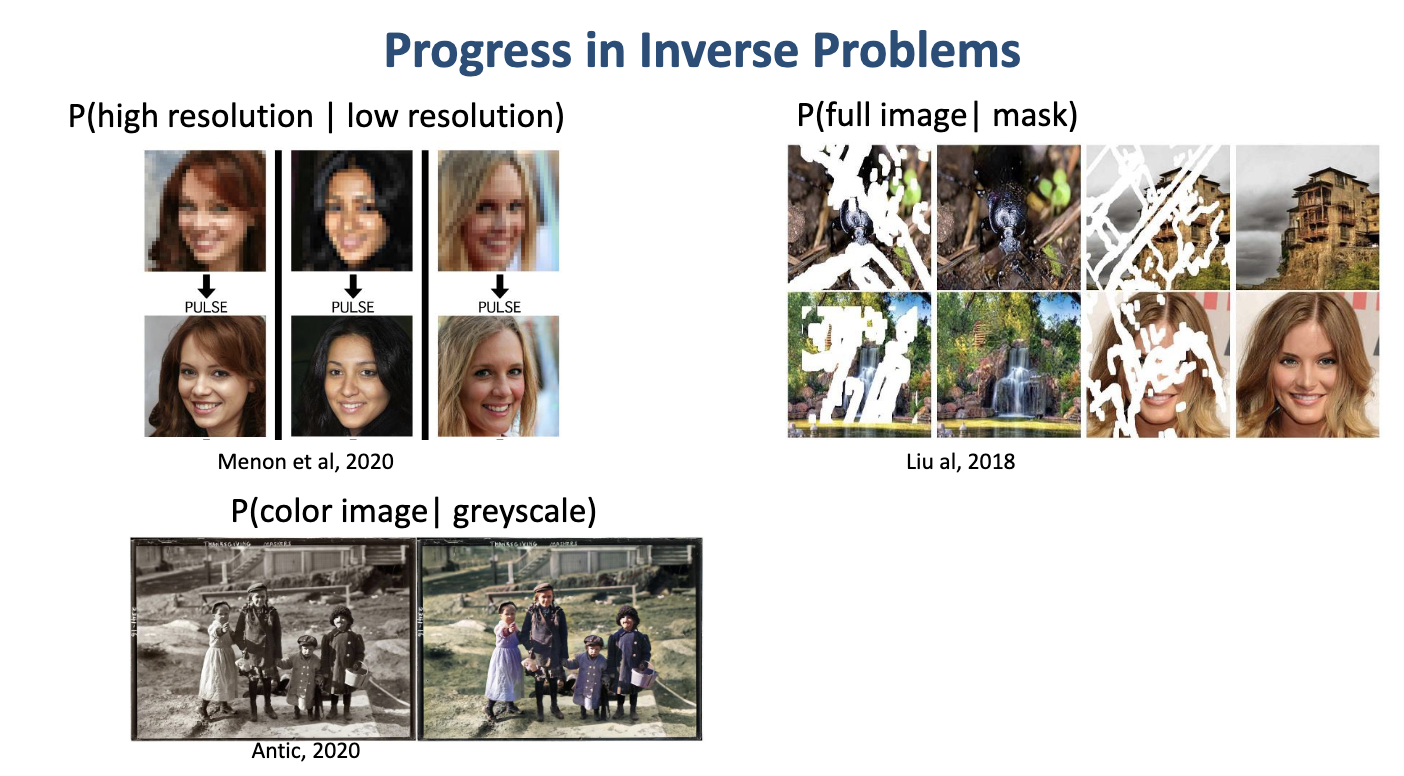 Progress in Inverse Problems
P(high resolution | low resolution)
P(full image| mask)
PULSE
PULSE
PULSE
Menon et al, 2020
Liu al, 2018
P(color image| greyscale)
THANKSGIVING MASKERS
THANKSGIVING MASKERS
Antic, 2020